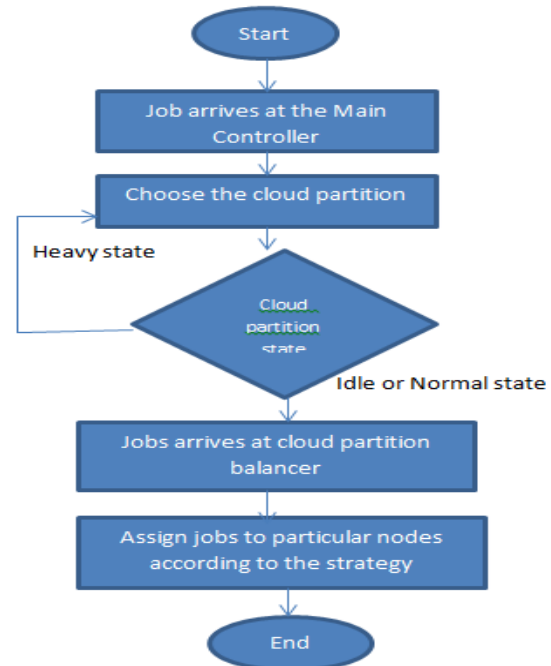 Start
Job arrives at the Main
Controller
Choose the cloud partition
Heavy state
Cloud
partition
state
Idle or Normal state
Jobs arrives at cloud partition
balancer
Assign jobs to particular nodes
according to the strategy
End